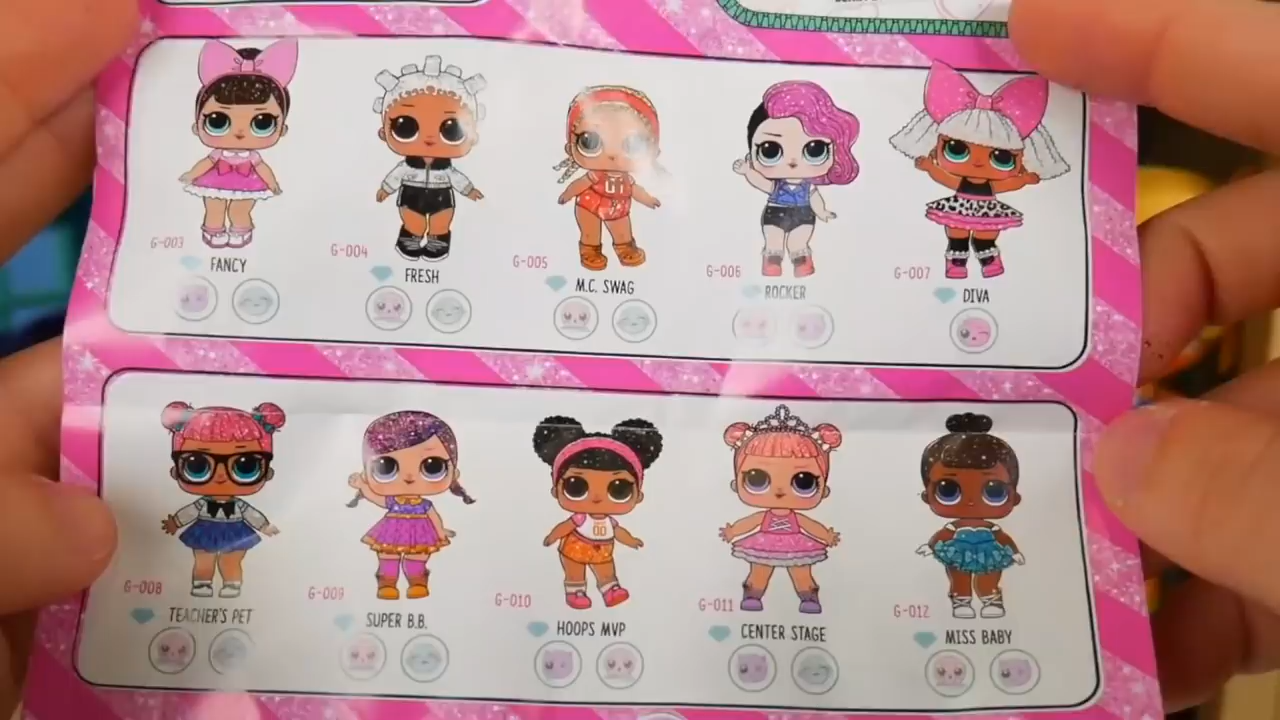 G-003
FANCY
G-004
FRESH
G-005
M.C. SWAG
G-006
ROCKER
G-007
DIVA
G-008
TEACHER'S PET
G-009
SUPER B.B.
G-010
HOOPS MVP
00
G-011
CENTER STAGE
G-012
MISS BABY